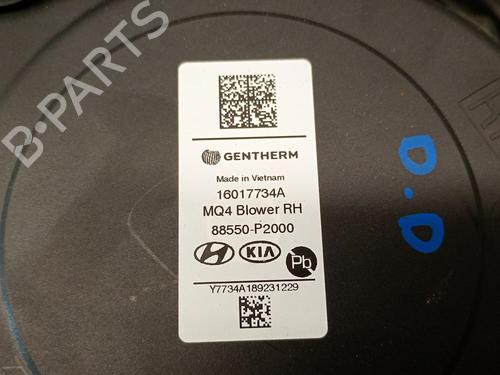 GENTHERM
Made in Vietnam
16017734A
MQ4 Blower RH
88550-P2000
KIA
Pb
Y7734A189231229
D.D
B-PARTS